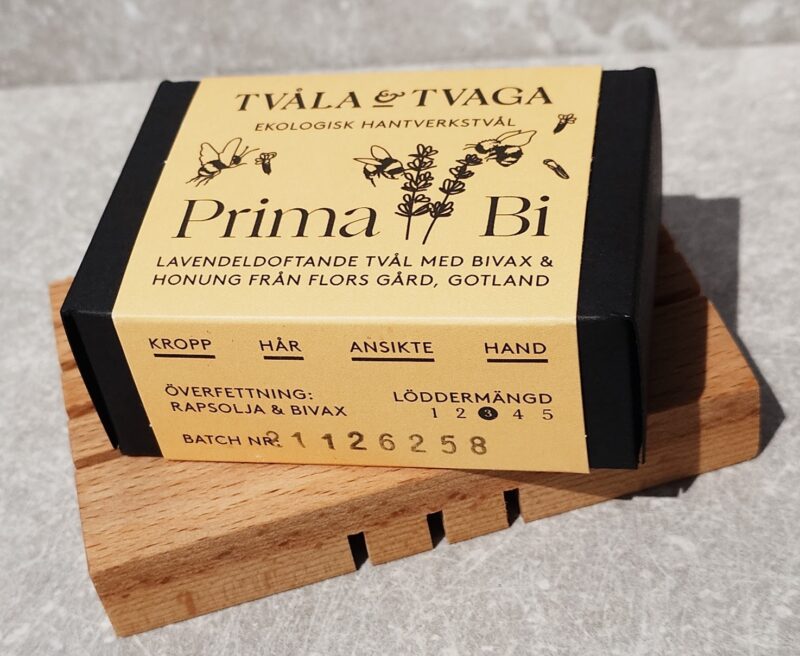 TVÅLA & TVAGA
EKOLOGISK HANTVERKSTVÅL
Prima Bi
LAVENDELDOFTANDE TVÅL MED BIVAX &
HONUNG FRÅN FLORS GÅRD, GOTLAND
KROPP HÅR ANSIKTE HAND
ÖVERFETTNING:
RAPSOLJA & BIVAX
LÖDDERMÄNGD
1 2 3 4 5
BATCH NR: 21126258